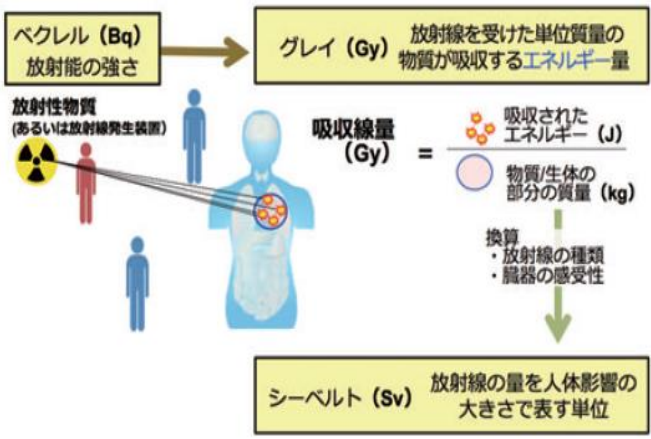 ベクレル（Bq）
放射能の強さ
グレイ（Gy） 放射線を受けた単位質量の
物質が吸収するエネルギー量
放射性物質
(あるいは放射線発生装置)
吸収線量
（Gy）
=
吸収された
エネルギー（J）
物質/生体の
部分の質量（kg）
換算
・放射線の種類
・臓器の感受性
シーベルト（Sv） 放射線の量を人体影響の
大きさで表す単位